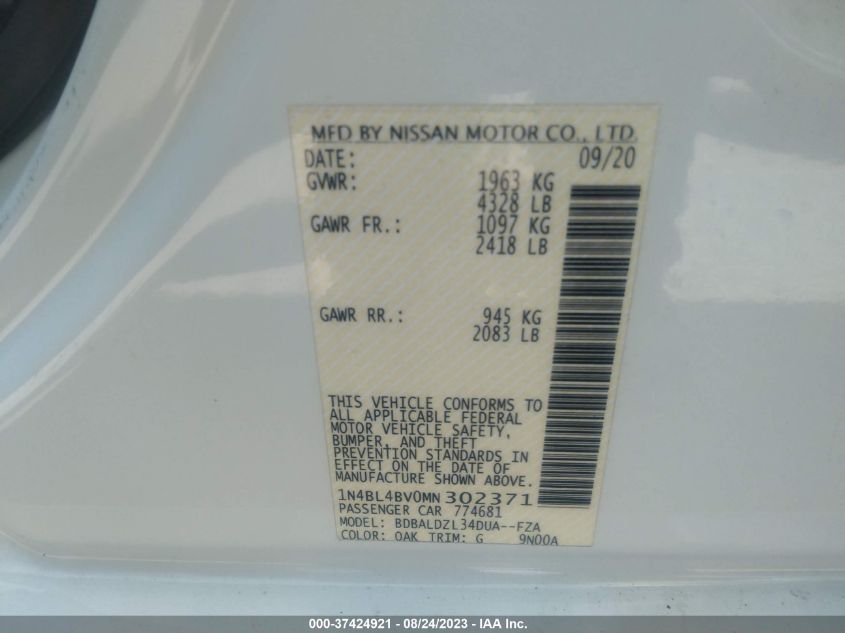 MFD BY NISSAN MOTOR CO., LTD.
DATE: 09/20
GVWR: 1963 KG
4328 LB
GAWR FR.: 1097 KG
2418 LB
GAWR RR.: 945 KG
2083 LB
THIS VEHICLE CONFORMS TO
ALL APPLICABLE FEDERAL
MOTOR VEHICLE SAFETY,
BUMPER, AND THEFT
PREVENTION STANDARDS IN
EFFECT ON THE DATE OF
MANUFACTURE SHOWN ABOVE.
1N4BL4BV0MN302371
PASSENGER CAR 774681
MODEL: BDBALDZL34DUA--FZA
COLOR: QAK TRIM: G 9N00A
000-37424921 - 08/24/2023 - IAA Inc.